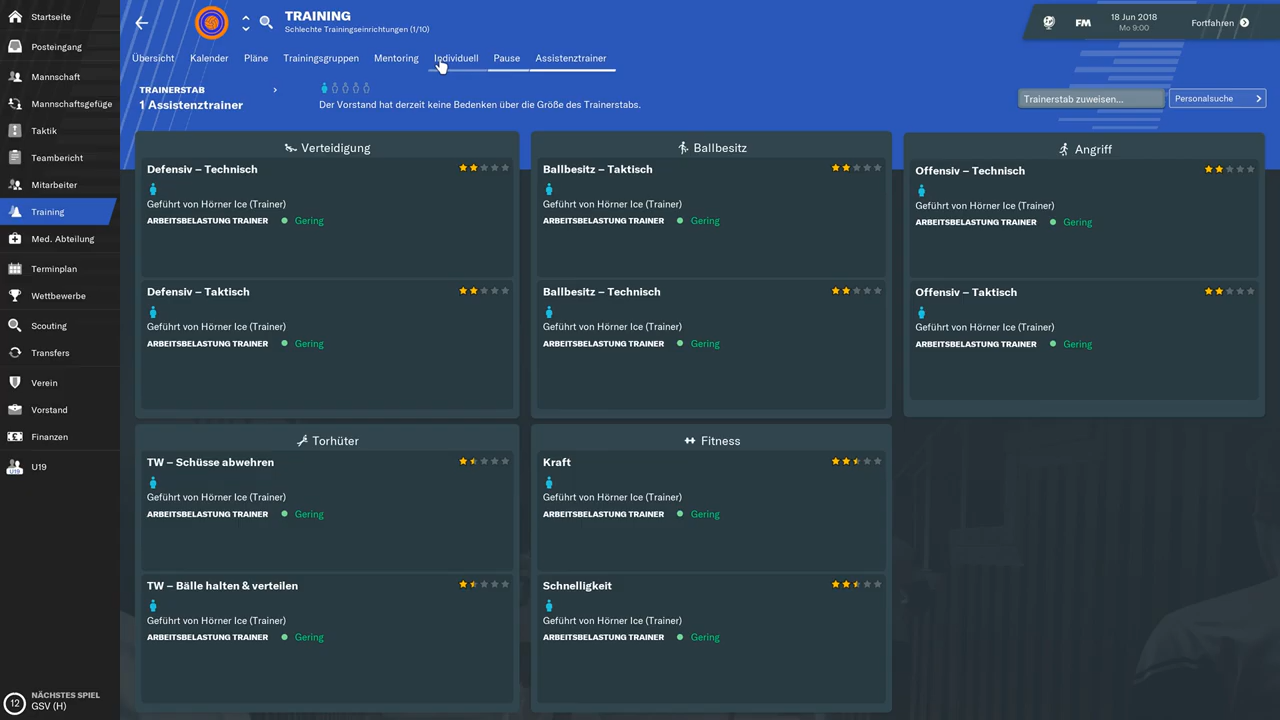 Startseite
Posteingang
Mannschaft
Mannschaftsgefüge
Taktik
Teambericht
Mitarbeiter
Training
Med. Abteilung
Terminplan
Wettbewerbe
Scouting
Transfers
Verein
Vorstand
Finanzen
U19
U19
NÄCHSTES SPIEL
12 GSV (H)
TRAINING
Schlechte Trainingseinrichtungen (1/10)
FM
18 Jun 2018
Mo 9:00
Fortfahren
Übersicht Kalender Pläne Trainingsgruppen Mentoring Individuell Pause Assistenztrainer
TRAINERSTAB
1 Assistenztrainer
Der Vorstand hat derzeit keine Bedenken über die Größe des Trainerstabs.
Trainerstab zuweisen...
Personalsuche
Verteidigung
Defensiv – Technisch
Geführt von Hörner Ice (Trainer)
ARBEITSBELASTUNG TRAINER Gering
Defensiv – Taktisch
Geführt von Hörner Ice (Trainer)
ARBEITSBELASTUNG TRAINER Gering
Ballbesitz
Ballbesitz – Taktisch
Geführt von Hörner Ice (Trainer)
ARBEITSBELASTUNG TRAINER Gering
Ballbesitz – Technisch
Geführt von Hörner Ice (Trainer)
ARBEITSBELASTUNG TRAINER Gering
Angriff
Offensiv – Technisch
Geführt von Hörner Ice (Trainer)
ARBEITSBELASTUNG TRAINER Gering
Offensiv – Taktisch
Geführt von Hörner Ice (Trainer)
ARBEITSBELASTUNG TRAINER Gering
Torhüter
TW – Schüsse abwehren
Geführt von Hörner Ice (Trainer)
ARBEITSBELASTUNG TRAINER Gering
TW – Bälle halten & verteilen
Geführt von Hörner Ice (Trainer)
ARBEITSBELASTUNG TRAINER Gering
Fitness
Kraft
Geführt von Hörner Ice (Trainer)
ARBEITSBELASTUNG TRAINER Gering
Schnelligkeit
Geführt von Hörner Ice (Trainer)
ARBEITSBELASTUNG TRAINER Gering